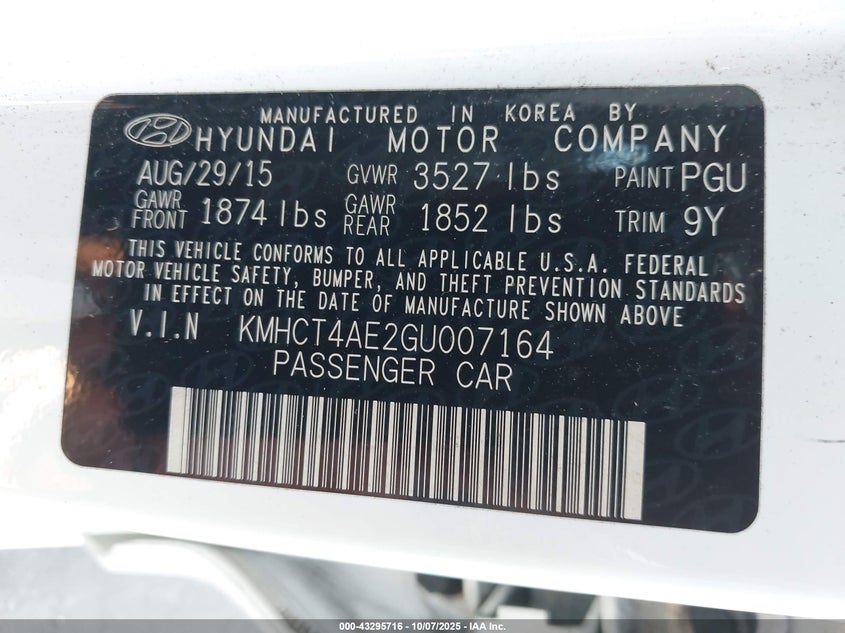 MANUFACTURED IN KOREA BY
HYUNDAI MOTOR COMPANY
AUG/29/15 GVWR 3527 lbs PAINT PGU
GAWR FRONT 1874 lbs GAWR REAR 1852 lbs TRIM 9Y
THIS VEHICLE CONFORMS TO ALL APPLICABLE U.S.A. FEDERAL
MOTOR VEHICLE SAFETY, BUMPER, AND THEFT PREVENTION STANDARDS
IN EFFECT ON THE DATE OF MANUFACTURE SHOWN ABOVE
V.I.N KMHCT4AE2GU007164
PASSENGER CAR
000-43295716 - 10/07/2025 - IAA Inc.